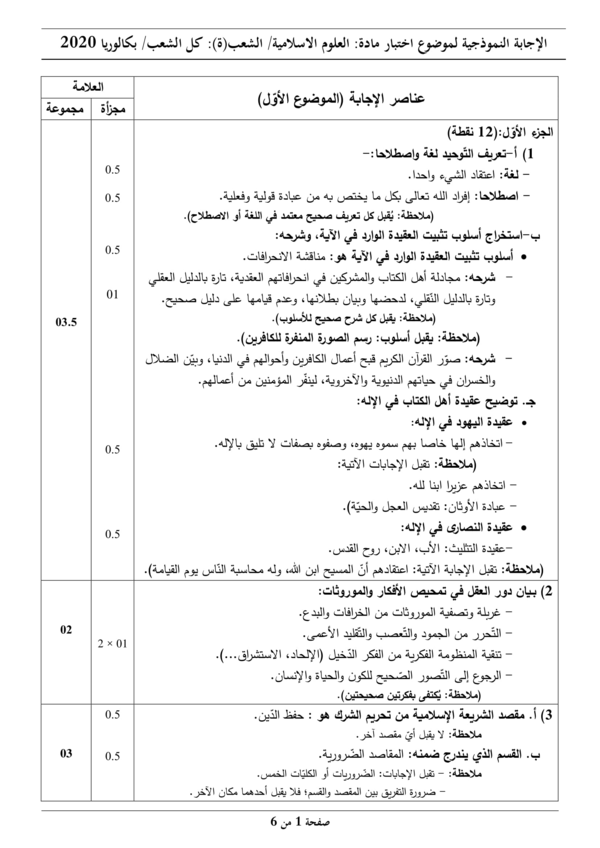 الإجابة النموذجية لموضوع اختبار مادة: العلوم الاسلامية/ الشعب(ة): كل الشعب/ بكالوريا 2020
العلامة
عناصر الإجابة (الموضوع الأوّل)
مجزأة
مجموعة
الجزء الأوّل:(12 نقطة)
1) أ-تعريف التّوحيد لغة واصطلاحا:-
- لغة: اعتقاد الشيء واحدا.
0.5
- اصطلاحا: إفراد الله تعالى بكل ما يختص به من عبادة قولية وفعلية.
0.5
(ملاحظة: يُقبل كل تعريف صحيح معتمد في اللغة أو الاصطلاح).
ب-استخراج أسلوب تثبيت العقيدة الوارد في الآية، وشرحه:
• أسلوب تثبيت العقيدة الوارد في الآية هو: مناقشة الانحرافات.
0.5
- شرحه: مجادلة أهل الكتاب والمشركين في انحرافاتهم العقدية، تارة بالدليل العقلي
وتارة بالدليل النّقلي، لدحضها وبيان بطلانها، وعدم قيامها على دليل صحيح.
01
(ملاحظة: يقبل كل شرح صحيح للأسلوب).
03.5
(ملاحظة: يقبل أسلوب: رسم الصورة المنفرة للكافرين).
- شرحه: صوّر القرآن الكريم قبح أعمال الكافرين وأحوالهم في الدنيا، وبيّن الضلال
والخسران في حياتهم الدنيوية والآخروية، لينفّر المؤمنين من أعمالهم.
جـ. توضيح عقيدة أهل الكتاب في الإله:
• عقيدة اليهود في الإله:
- اتخاذهم إلها خاصا بهم سموه يهوه، وصفوه بصفات لا تليق بالإله.
0.5
(ملاحظة: تقبل الإجابات الآتية:
- اتخاذهم عزيرا ابنا لله.
- عبادة الأوثان: تقديس العجل والحيّة).
• عقيدة النصارى في الإله:
0.5
-عقيدة التثليث: الأب، الابن، روح القدس.
(ملاحظة: تقبل الإجابة الآتية: اعتقادهم أنّ المسيح ابن الله، وله محاسبة النّاس يوم القيامة).
2) بيان دور العقل في تمحيص الأفكار والموروثات:
- غربلة وتصفية الموروثات من الخرافات والبدع.
- التّحرر من الجمود والتّعصب والتّقليد الأعمى.
02
2 × 01
- تنقية المنظومة الفكرية من الفكر الدّخيل (الإلحاد، الاستشراق...).
- الرجوع إلى التّصور الصّحيح للكون والحياة والإنسان.
(ملاحظة: يُكتفى بفكرتين صحيحتين).
3) أ. مقصد الشريعة الإسلامية من تحريم الشرك هو : حفظ الدّين.
0.5
ملاحظة: لا يقبل أيّ مقصد آخر.
ب. القسم الذي يندرج ضمنه: المقاصد الضّرورية.
0.5
03
ملاحظة: - تقبل الإجابات: الضّروريات أو الكليّات الخمس.
- ضرورة التفريق بين المقصد والقسم؛ فلا يقبل أحدهما مكان الآخر.
صفحة 1 من 6